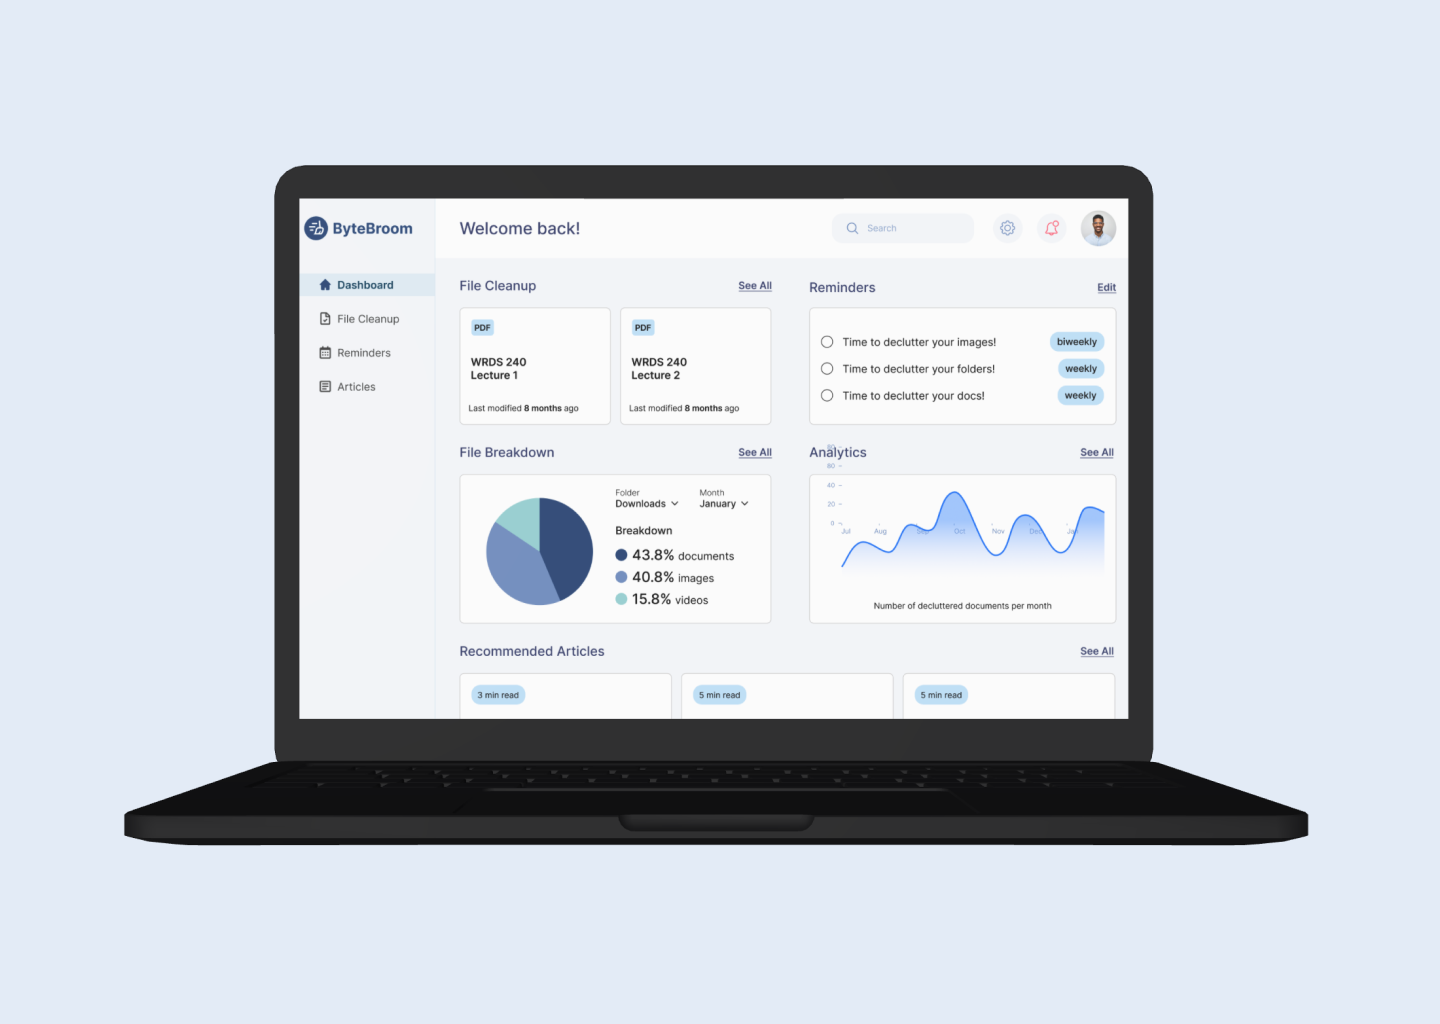 ByteBroom
Welcome back!
Search
Dashboard
File Cleanup
Reminders
Articles
File Cleanup
See All
PDF
WRDS 240
Lecture 1
Last modified 8 months ago
PDF
WRDS 240
Lecture 2
Last modified 8 months ago
Reminders
Edit
Time to declutter your images!
biweekly
Time to declutter your folders!
weekly
Time to declutter your docs!
weekly
File Breakdown
See All
Folder
Downloads
Month
January
Breakdown
43.8% documents
40.8% images
15.8% videos
Analytics
See All
80
80
40
20
0
Jul Aug Sep Oct Nov Dec Jan
Number of decluttered documents per month
Recommended Articles
See All
3 min read
5 min read
5 min read